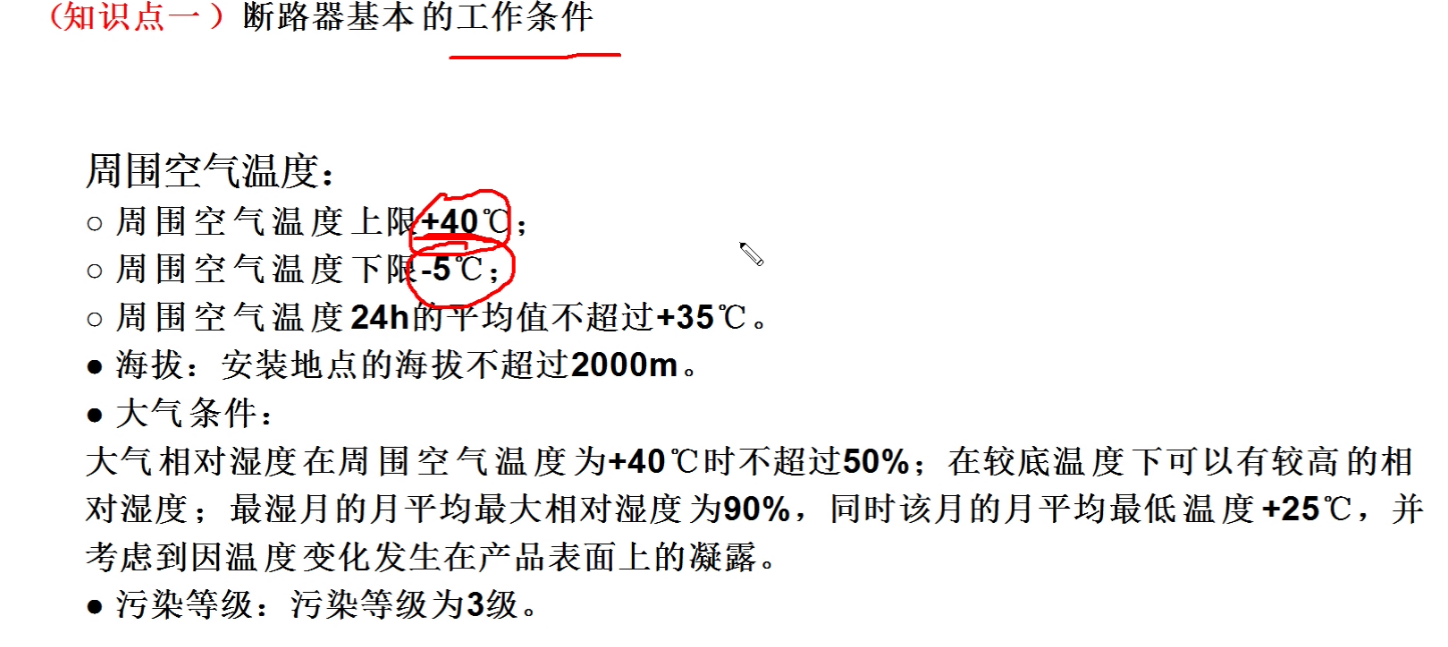 （知识点一）断路器基本的工作条件
周围空气温度：
○ 周围空气温度上限+40℃；
○ 周围空气温度下限-5℃；
○ 周围空气温度24h的平均值不超过+35℃。
● 海拔：安装地点的海拔不超过2000m。
● 大气条件：
大气相对湿度在周围空气温度为+40℃时不超过50%；在较底温度下可以有较高的相
对湿度；最湿月的月平均最大相对湿度为90%，同时该月的月平均最低温度+25℃，并
考虑到因温度变化发生在产品表面上的凝露。
● 污染等级：污染等级为3级。